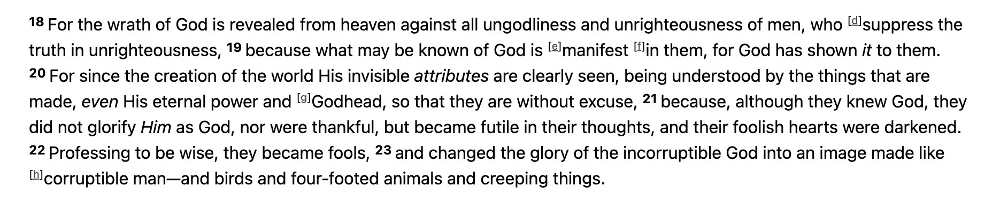 18 For the wrath of God is revealed from heaven against all ungodliness and unrighteousness of men, who [d]suppress the
truth in unrighteousness, 19 because what may be known of God is [e]manifest [f]in them, for God has shown it to them.
20 For since the creation of the world His invisible attributes are clearly seen, being understood by the things that are
made, even His eternal power and [g]Godhead, so that they are without excuse, 21 because, although they knew God, they
did not glorify Him as God, nor were thankful, but became futile in their thoughts, and their foolish hearts were darkened.
22 Professing to be wise, they became fools, 23 and changed the glory of the incorruptible God into an image made like
[h]corruptible man—and birds and four-footed animals and creeping things.